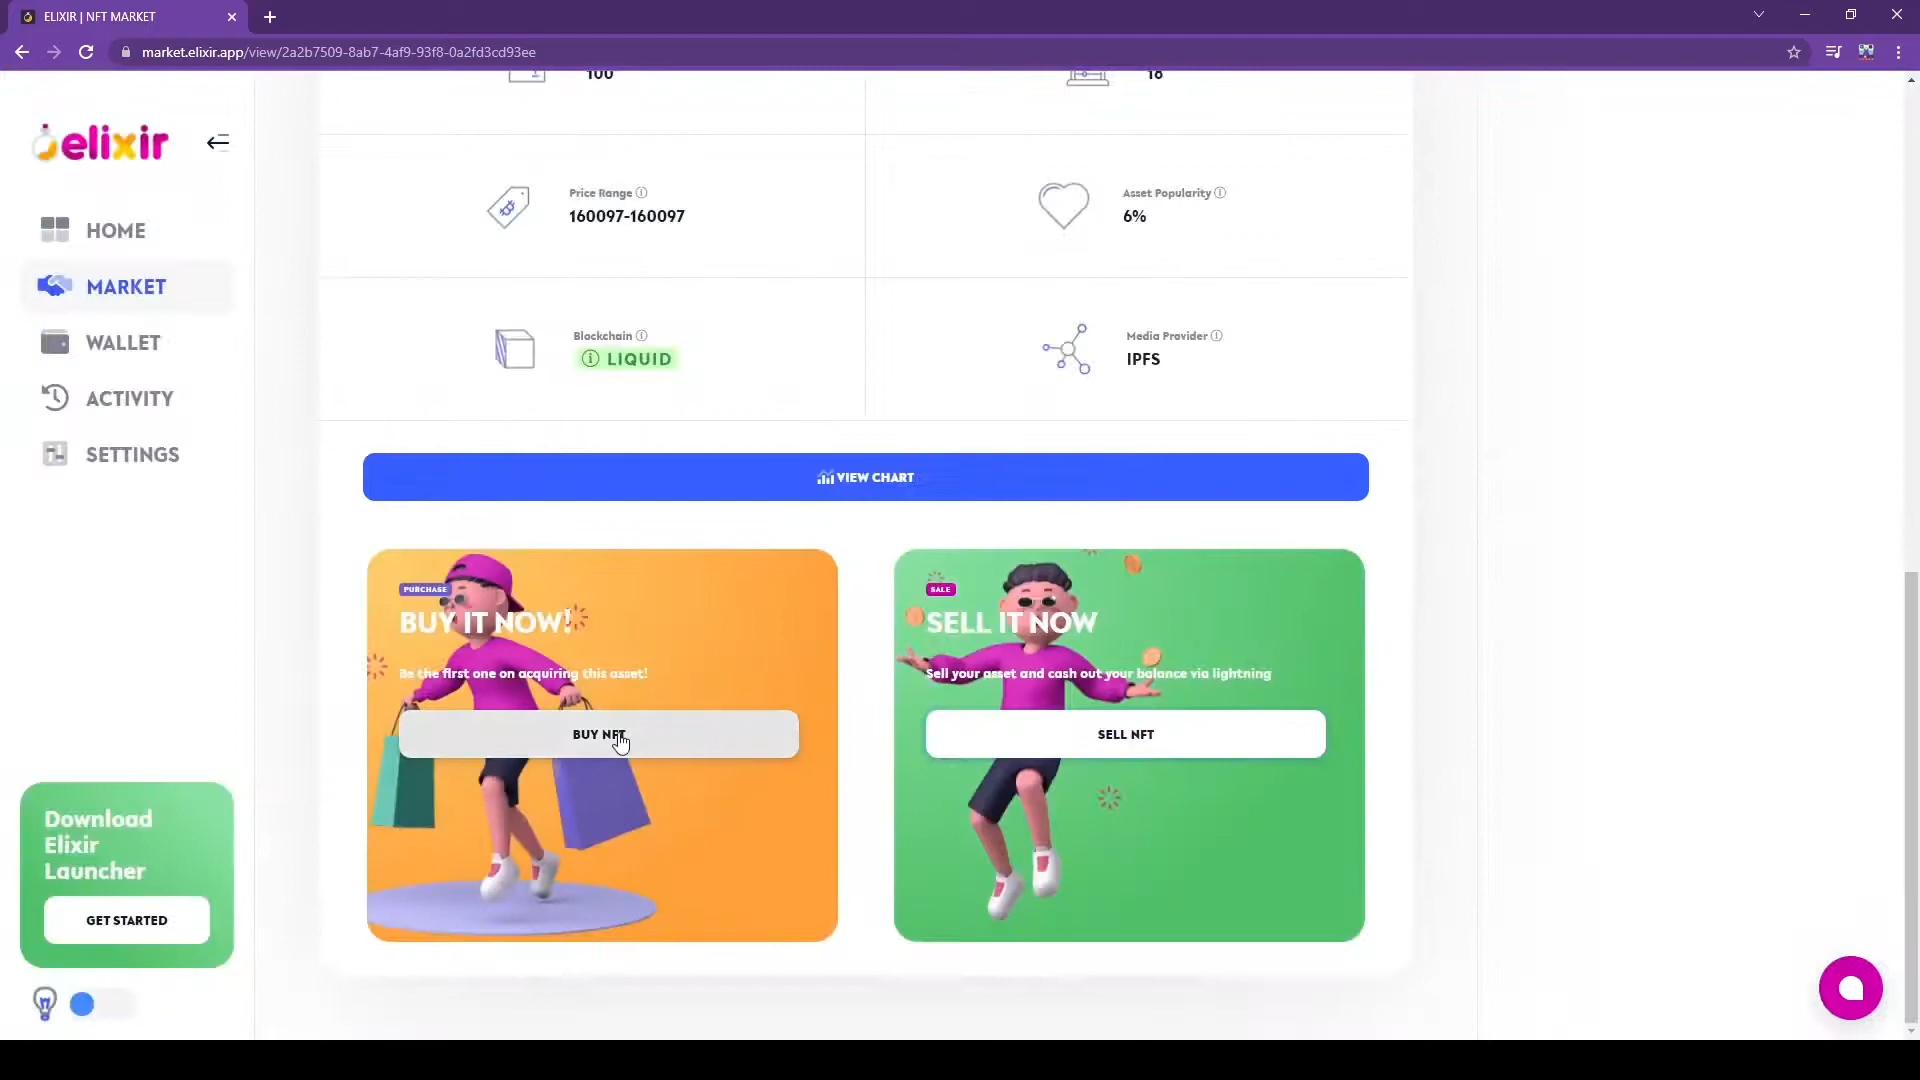 ELIXIR | NFT MARKET
market.elixir.app/view/2a2b7509-8ab7-4af9-93f8-0a2fd3cd93ee
100
18
elixir
HOME
MARKET
WALLET
ACTIVITY
SETTINGS
Price Range
160097-160097
Asset Popularity
6%
Blockchain
LIQUID
Media Provider
IPFS
VIEW CHART
PURCHASE
BUY IT NOW!
Be the first one on acquiring this asset!
BUY NFT
SALE
SELL IT NOW
Sell your asset and cash out your balance via lightning
SELL NFT
Download
Elixir
Launcher
GET STARTED